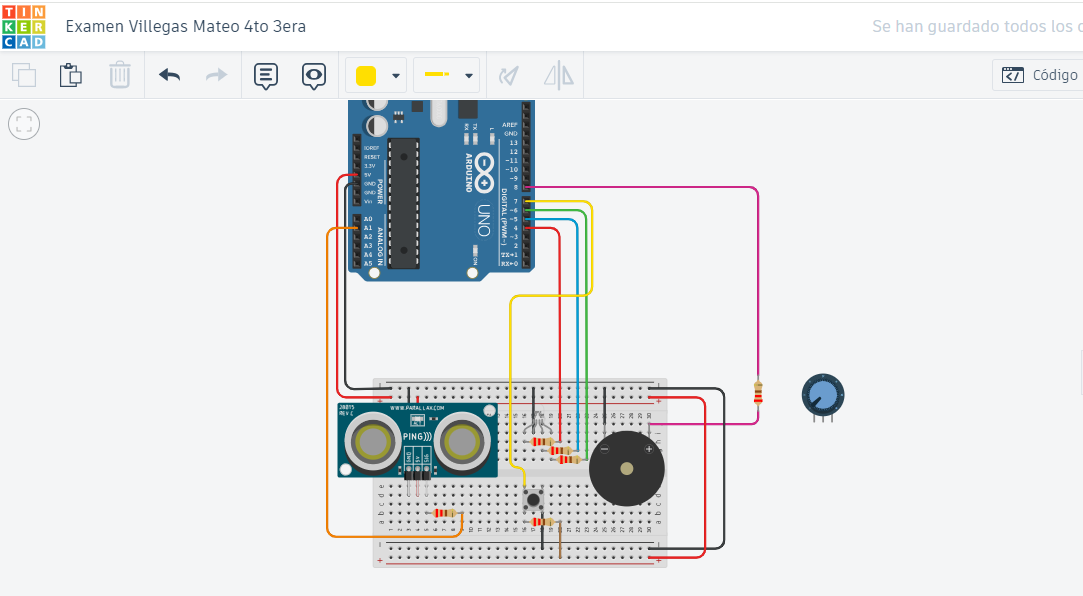 TIN
KER
CAD
Examen Villegas Mateo 4to 3era
Se han guardado todos los c
Código
AREF
GND
13
12
~11
~10
~9
8
7
~6
~5
4
~3
2
TX→1
RX←0
DIGITAL (PWM~)
RX
TX
L
ON
ARDUINO
UNO
IOREF
RESET
3.3V
5V
GND
GND
Vin
POWER
A0
A1
A2
A3
A4
A5
ANALOG IN
28015
REV C
WWW.PARALLAX.COM
PING)))
GND
5V
SIG